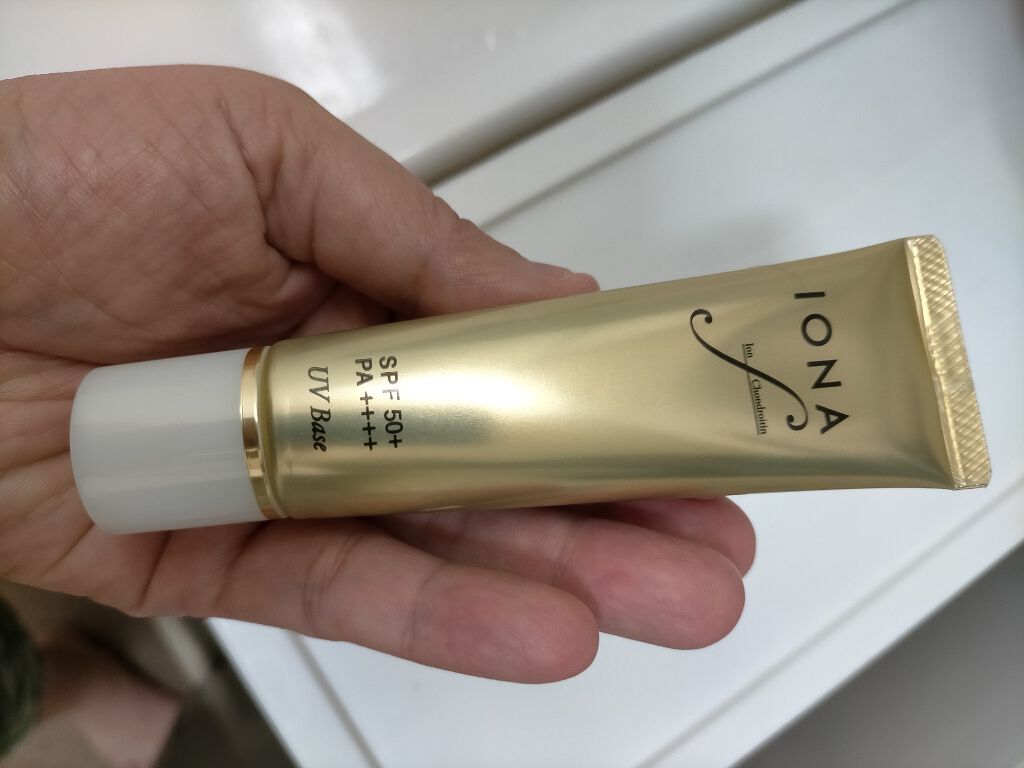 IONA
Ion
Chondroitin
SPF 50+
PA ++++
UV Base